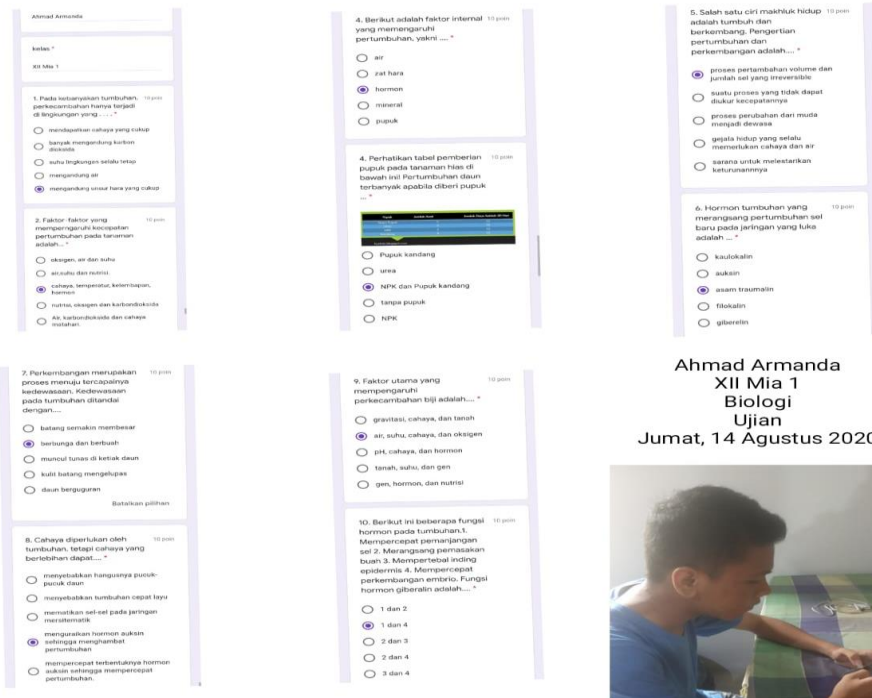 Ahmad Armanda
kelas *
XII Mia 1
1. Pada kebanyakan tumbuhan,
10 poin
perkecambahan hanya terjadi
di lingkungan yang . . . . *
mendapatkan cahaya yang cukup
banyak mengandung karbon
dioksida
suhu lingkungan selalu tetap
mengandung air
mengandung unsur hara yang cukup
2. Faktor-faktor yang
10 poin
mempengaruhi kecepatan
pertumbuhan pada tanaman
adalah... *
oksigen, air dan suhu
air,suhu dan nutrisi
cahaya, temperatur, kelembapan,
hormon
nutrisi, oksigen dan karbondioksida
Air, karbondioksida dan cahaya
matahari
4. Berikut adalah faktor internal
10 poin
yang memengaruhi
pertumbuhan, yakni .... *
air
zat hara
hormon
mineral
pupuk
4. Perhatikan tabel pemberian
10 poin
pupuk pada tanaman hias di
bawah ini! Pertumbuhan daun
terbanyak apabila diberi pupuk
... *
Pupuk kandang
urea
NPK dan Pupuk kandang
tanpa pupuk
NPK
5. Salah satu ciri makhluk hidup
10 poin
adalah tumbuh dan
berkembang. Pengertian
pertumbuhan dan
perkembangan adalah.... *
proses pertambahan volume dan
jumlah sel yang irreversible
suatu proses yang tidak dapat
diukur kecepatannya
proses perubahan dari muda
menjadi dewasa
gejala hidup yang selalu
memerlukan cahaya dan air
sarana untuk melestarikan
keturunannnya
6. Hormon tumbuhan yang
10 poin
merangsang pertumbuhan sel
baru pada jaringan yang luka
adalah ... *
kaulokalin
auksin
asam traumalin
filokalin
giberelin
7. Perkembangan merupakan
10 poin
proses menuju tercapainya
kedewasaan. Kedewasaan
pada tumbuhan ditandai
dengan....
batang semakin membesar
berbunga dan berbuah
muncul tunas di ketiak daun
kulit batang mengelupas
daun berguguran
Batalkan pilihan
8. Cahaya diperlukan oleh
10 poin
tumbuhan, tetapi cahaya yang
berlebihan dapat.... *
menyebabkan hangusnya pucuk-
pucuk daun
menyebabkan tumbuhan cepat layu
mematikan sel-sel pada jaringan
meristematik
menguraikan hormon auksin
sehingga menghambat
pertumbuhan
mempercepat terbentuknya hormon
auksin sehingga mempercepat
pertumbuhan.
9. Faktor utama yang
10 poin
mempengaruhi
perkecambahan biji adalah.... *
gravitasi, cahaya, dan tanah
air, suhu, cahaya, dan oksigen
pH, cahaya, dan hormon
tanah, suhu, dan gen
gen, hormon, dan nutrisi
10. Berikut ini beberapa fungsi
10 poin
hormon pada tumbuhan.1.
Mempercepat pemanjangan
sel 2. Merangsang pemasakan
buah 3. Mempertebal inding
epidermis 4. Mempercepat
perkembangan embrio. Fungsi
hormon giberalin adalah.... *
1 dan 2
1 dan 4
2 dan 3
2 dan 4
3 dan 4
Ahmad Armanda
XII Mia 1
Biologi
Ujian
Jumat, 14 Agustus 2020